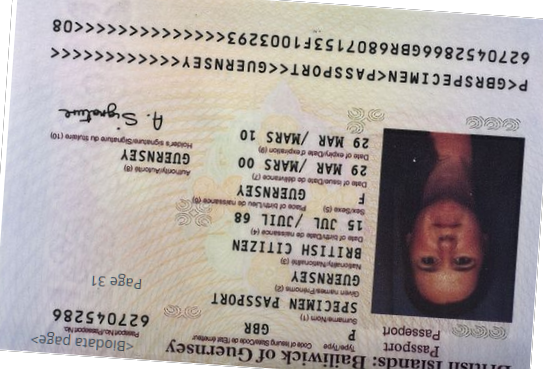 British Islands: Bailiwick of Guernsey
<Biodata page>
Passport
Passeport
Type/Type
P
Code of issuing State/Code de l'État émetteur
GBR
Passport No./Passeport No.
627045286
Surname/Nom (1)
SPECIMEN PASSPORT
Given names/Prénoms (2)
GUERNSEY
Page 31
Nationality/Nationalité (3)
BRITISH CITIZEN
Date of birth/Date de naissance (4)
15 JUL /JUIL 68
Sex/Sexe (5)
F
Place of birth/Lieu de naissance (6)
GUERNSEY
Date of issue/Date de délivrance (7)
29 MAR /MARS 00
Authority/Autorité (8)
GUERNSEY
Date of expiry/Date d'expiration (9)
29 MAR /MARS 10
Holder's signature/Signature du titulaire (10)
A. Signature
P<GBRSPECIMEN<PASSPORT<<GUERNSEY<<<<<<<<<<<<
6270452866GBR6807153F1003293<<<<<<<<<<<<<<08